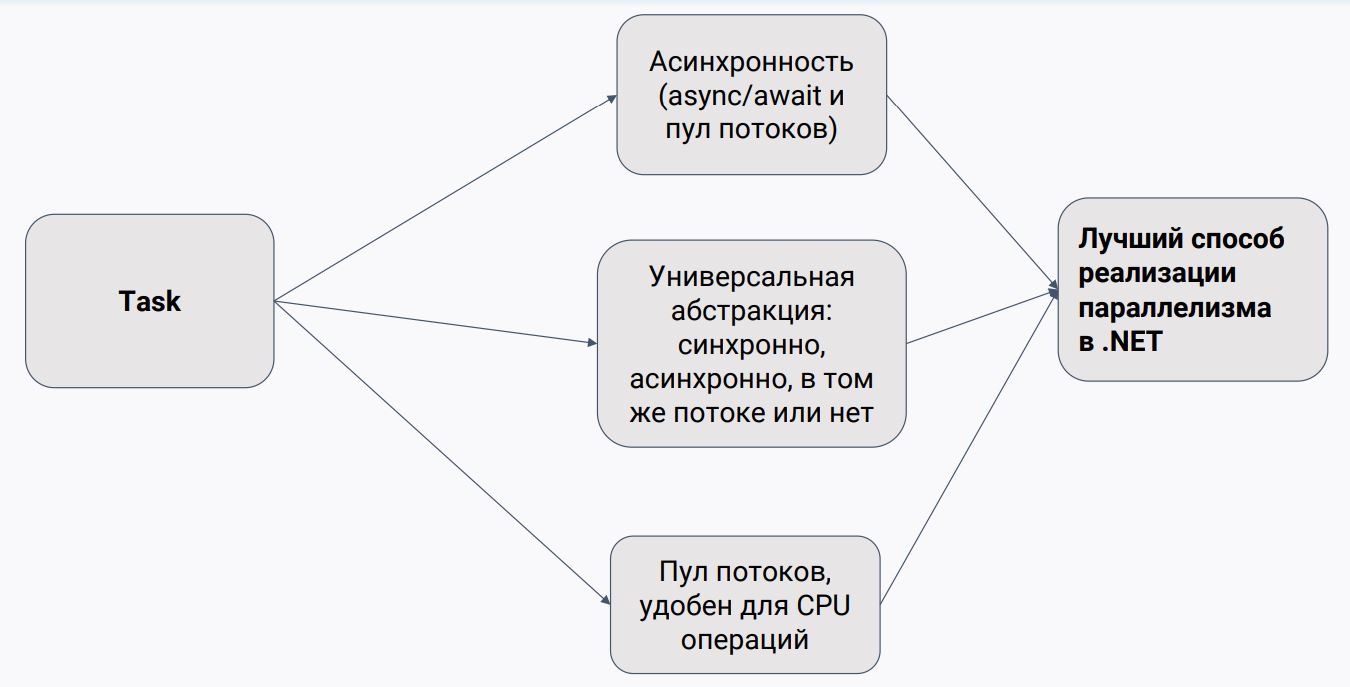 Task
Асинхронность
(async/await и
пул потоков)
Универсальная
абстракция:
синхронно,
асинхронно, в том
же потоке или нет
Пул потоков,
удобен для CPU
операций
Лучший способ
реализации
параллелизма
в .NET